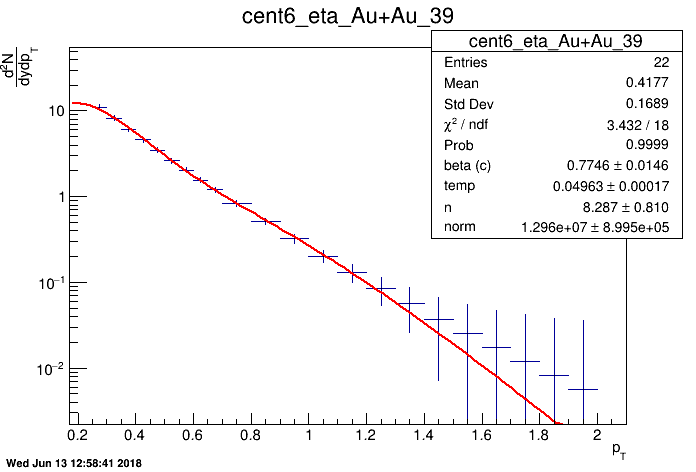 cent6_eta_Au+Au_39
d²N
dydp_T
cent6_eta_Au+Au_39
Entries 22
Mean 0.4177
Std Dev 0.1689
χ² / ndf 3.432 / 18
Prob 0.9999
beta (c) 0.7746 ± 0.0146
temp 0.04963 ± 0.00017
n 8.287 ± 0.810
norm 1.296e+07 ± 8.995e+05
10
1
10⁻¹
10⁻²
0.2 0.4 0.6 0.8 1 1.2 1.4 1.6 1.8 2
p_T
Wed Jun 13 12:58:41 2018